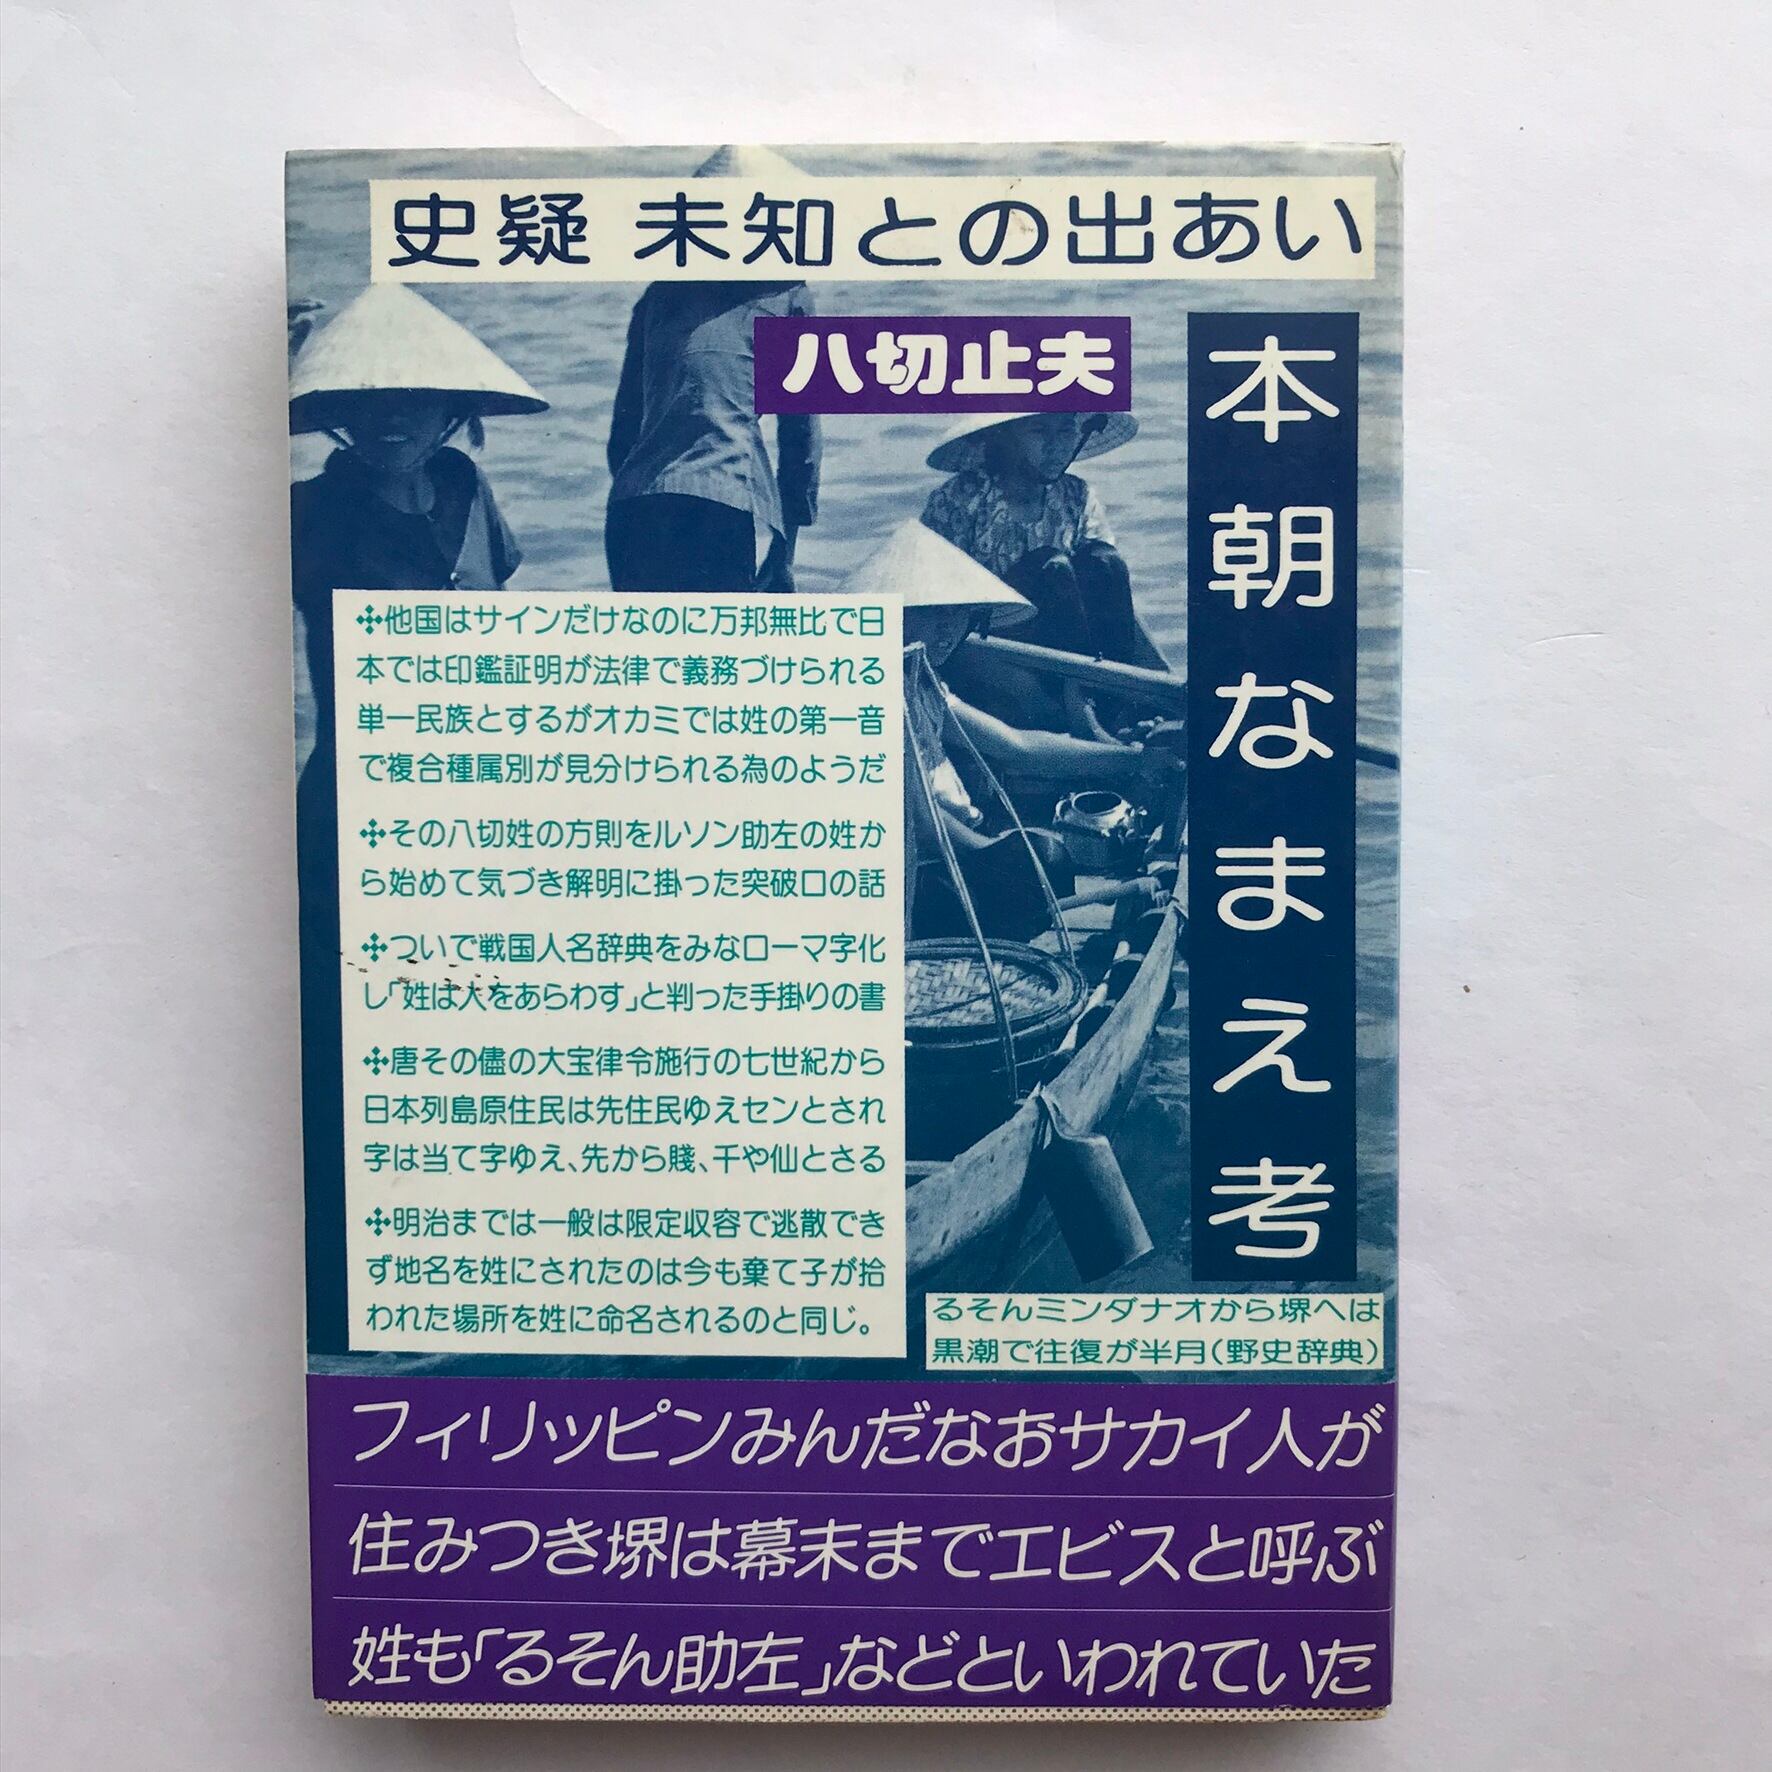 史疑 未知との出あい
八切止夫
本朝なまえ考
✣他国はサインだけなのに万邦無比で日
本では印鑑証明が法律で義務づけられる
単一民族とするがオカミでは姓の第一音
で複合種属別が見分けられる為のようだ
✣その八切姓の方則をルソン助左の姓か
ら始めて気づき解明に掛った突破口の話
✣ついで戦国人名辞典をみなローマ字化
し「姓は人をあらわす」と判った手掛りの書
✣唐その儘の大宝律令施行の七世紀から
日本列島原住民は先住民ゆえセンとされ
字は当て字ゆえ、先から賤、千や仙とさる
✣明治までは一般は限定収容で逃散でき
ず地名を姓にされたのは今も棄て子が拾
われた場所を姓に命名されるのと同じ。
るそんミンダナオから堺へは
黒潮で往復が半月(野史辞典)
フィリッピンみんだなおサカイ人が
住みつき堺は幕末までエビスと呼ぶ
姓も「るそん助左」などといわれていた